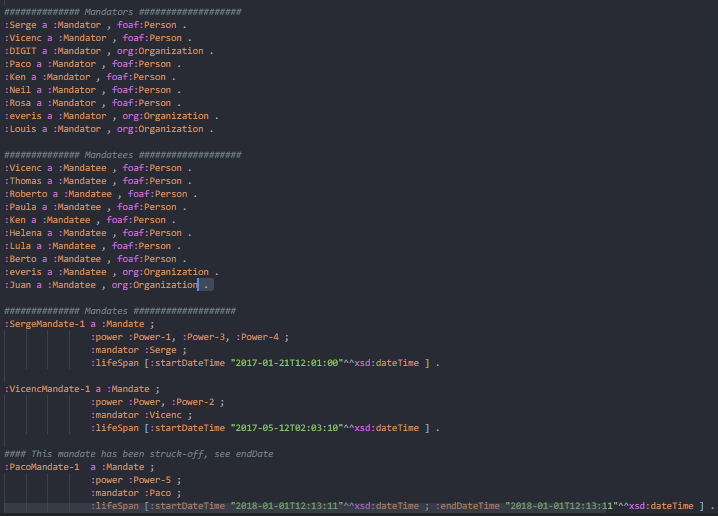 ############## Mandators ###################
:Serge a :Mandator , foaf:Person .
:Vicenc a :Mandator , foaf:Person .
:DIGIT a :Mandator , org:Organization .
:Paco a :Mandator , foaf:Person .
:Ken a :Mandator , foaf:Person .
:Neil a :Mandator , foaf:Person .
:Rosa a :Mandator , foaf:Person .
:everis a :Mandator , org:Organization .
:Louis a :Mandator , org:Organization .
############## Mandatees ###################
:Vicenc a :Mandatee , foaf:Person .
:Thomas a :Mandatee , foaf:Person .
:Roberto a :Mandatee , foaf:Person .
:Paula a :Mandatee , foaf:Person .
:Ken a :Mandatee , foaf:Person .
:Helena a :Mandatee , foaf:Person .
:Lula a :Mandatee , foaf:Person .
:Berto a :Mandatee , foaf:Person .
:everis a :Mandatee , org:Organization .
:Juan a :Mandatee , org:Organization .
############## Mandates ###################
:SergeMandate-1 a :Mandate ;
:power :Power-1, :Power-3, :Power-4 ;
:mandator :Serge ;
:lifeSpan [:startDateTime "2017-01-21T12:01:00"^^xsd:dateTime ] .
:VicencMandate-1 a :Mandate ;
:power :Power, :Power-2 ;
:mandator :Vicenc ;
:lifeSpan [:startDateTime "2017-05-12T02:03:10"^^xsd:dateTime ] .
#### This mandate has been struck-off, see endDate
:PacoMandate-1  a :Mandate ;
:power :Power-5 ;
:mandator :Paco ;
:lifeSpan [:startDateTime "2018-01-01T12:13:11"^^xsd:dateTime ; :endDateTime "2018-01-01T12:13:11"^^xsd:dateTime ] .